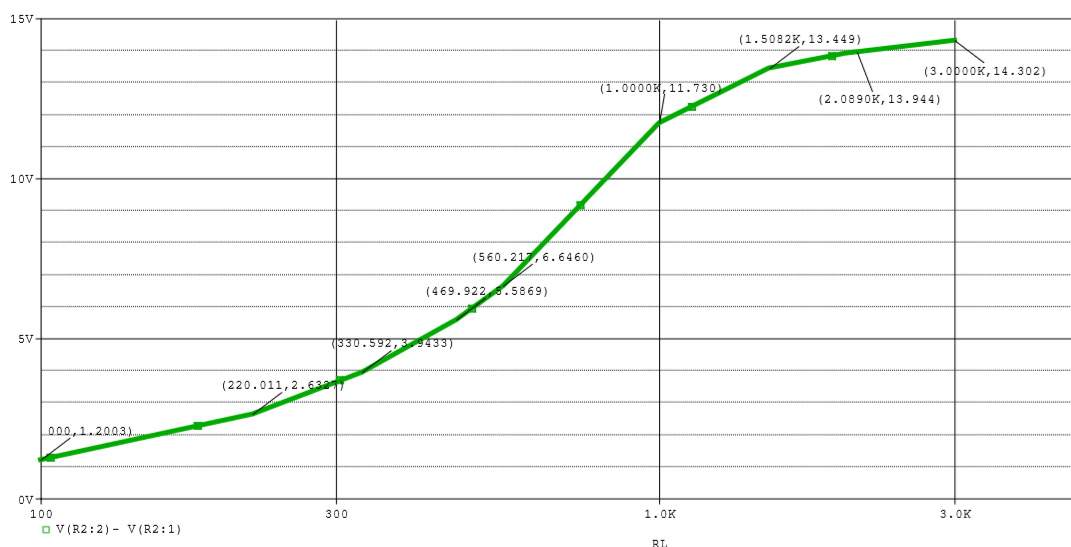 15V
(1.5082K,13.449)
(3.0000K,14.302)
(1.0000K,11.730)
(2.0890K,13.944)
10V
(560.217,6.6460)
(469.922,5.5869)
5V
(330.592,3.9433)
(220.011,2.6327)
000,1.2003)
0V
100 300 1.0K 3.0K
V(R2:2)- V(R2:1)
RL